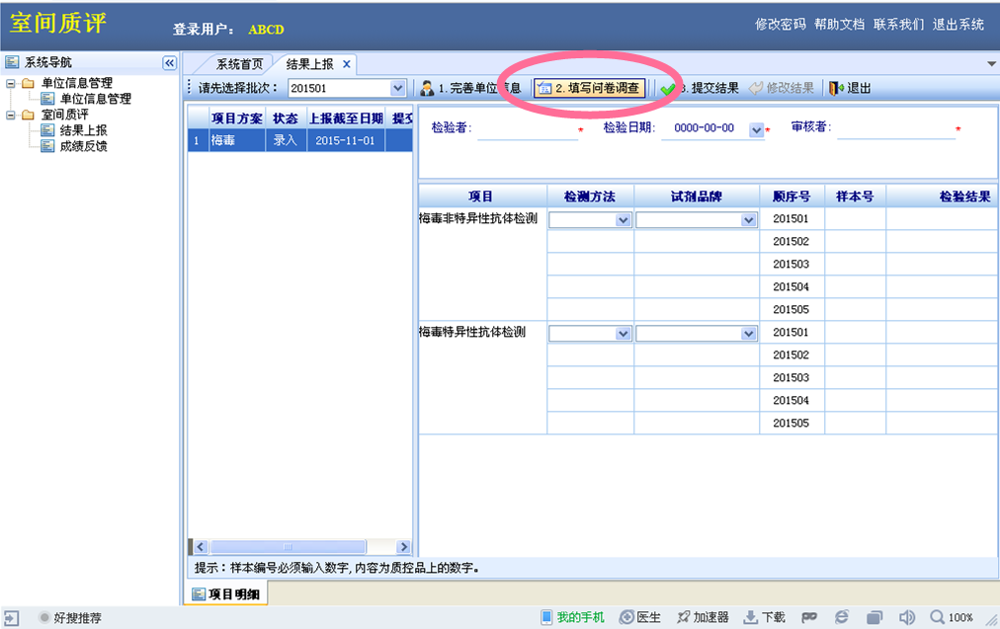 室间质评
登录用户： ABCD
修改密码 帮助文档 联系我们 退出系统
系统导航
单位信息管理
单位信息管理
室间质评
结果上报
成绩反馈
系统首页 结果上报
请先选择批次： 201501 1.完善单位信息 2.填写问卷调查 3.提交结果 修改结果 退出
项目方案 状态 上报截至日期 提交
1 梅毒 录入 2015-11-01
检验者: * 检验日期: 0000-00-00 * 审核者: *
项目 检测方法 试剂品牌 顺序号 样本号 检验结果
梅毒非特异性抗体检测 201501
201502
201503
201504
201505
梅毒特异性抗体检测 201501
201502
201503
201504
201505
提示：样本编号必须输入数字,内容为质控品上的数字。
项目明细
好搜推荐 我的手机 医生 加速器 下载 100%